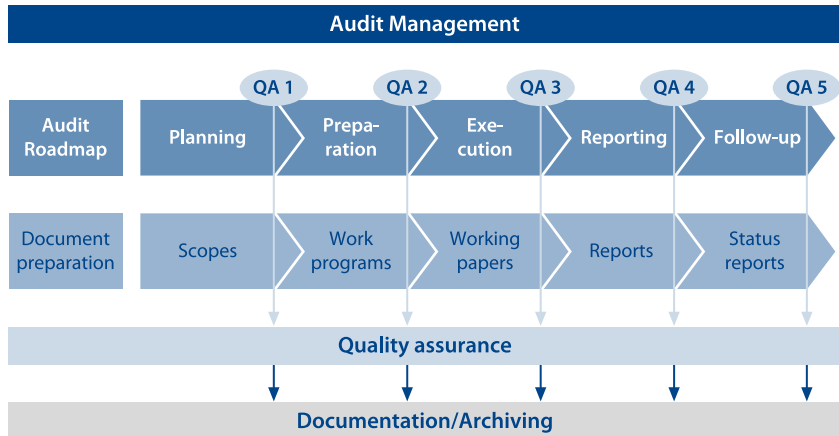 Audit Management
QA 1
QA 2
QA 3
QA 4
QA 5
Audit
Roadmap
Planning
Prepa-
ration
Exe-
cution
Reporting
Follow-up
Document
preparation
Scopes
Work
programs
Working
papers
Reports
Status
reports
Quality assurance
Documentation/Archiving